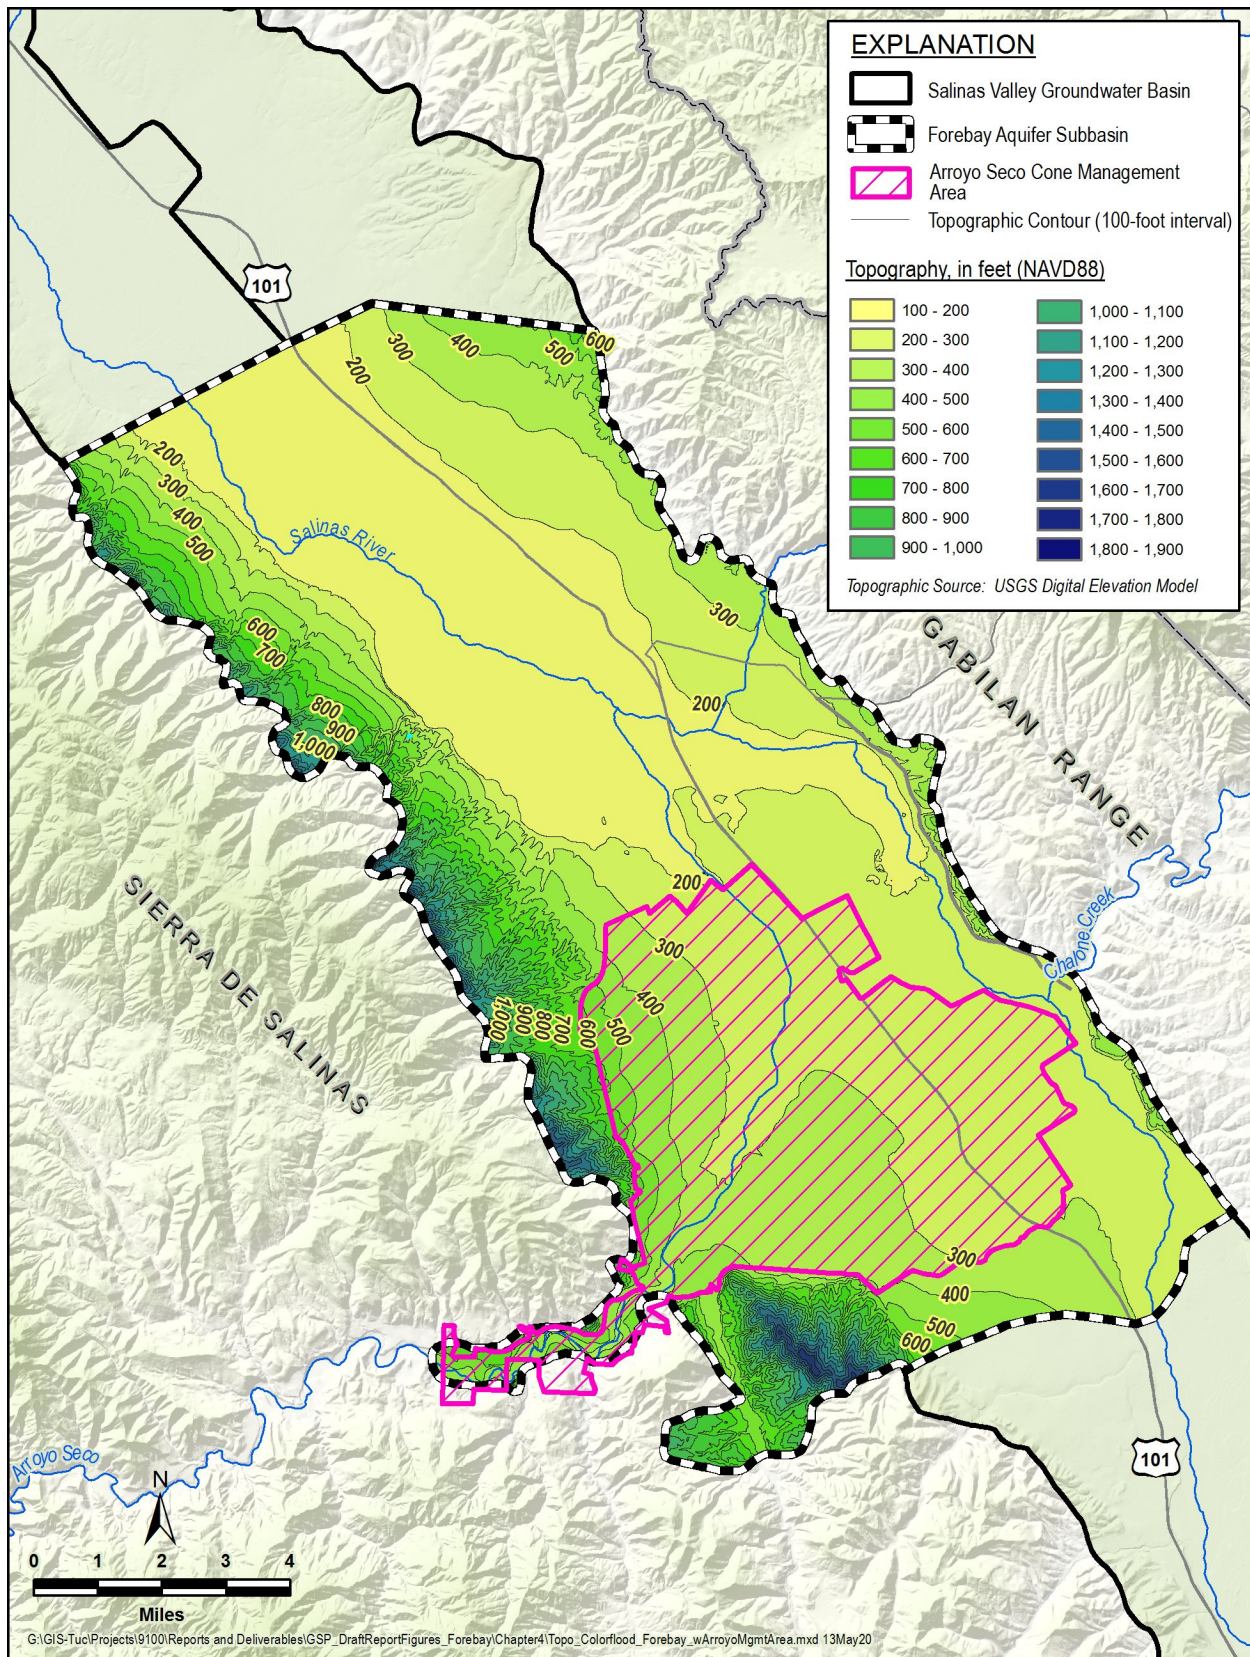 EXPLANATION
Salinas Valley Groundwater Basin
Forebay Aquifer Subbasin
Arroyo Seco Cone Management
Area
Topographic Contour (100-foot interval)
Topography, in feet (NAVD88)
100 - 200
200 - 300
300 - 400
400 - 500
500 - 600
600 - 700
700 - 800
800 - 900
900 - 1,000
1,000 - 1,100
1,100 - 1,200
1,200 - 1,300
1,300 - 1,400
1,400 - 1,500
1,500 - 1,600
1,600 - 1,700
1,700 - 1,800
1,800 - 1,900
Topographic Source: USGS Digital Elevation Model
101
200
300
400
500
600
200
300
400
500
Salinas River
600
700
800
900
1,000
300
200
GABILAN RANGE
SIERRA DE SALINAS
200
300
400
500
600
700
800
900
1,000
Chalone Creek
300
400
500
600
101
Arroyo Seco
N
0 1 2 3 4
Miles
G:\GIS-Tuc\Projects\9100\Reports and Deliverables\GSP_DraftReportFigures_Forebay\Chapter4\Topo_Colorflood_Forebay_wArroyoMgmtArea.mxd 13May20